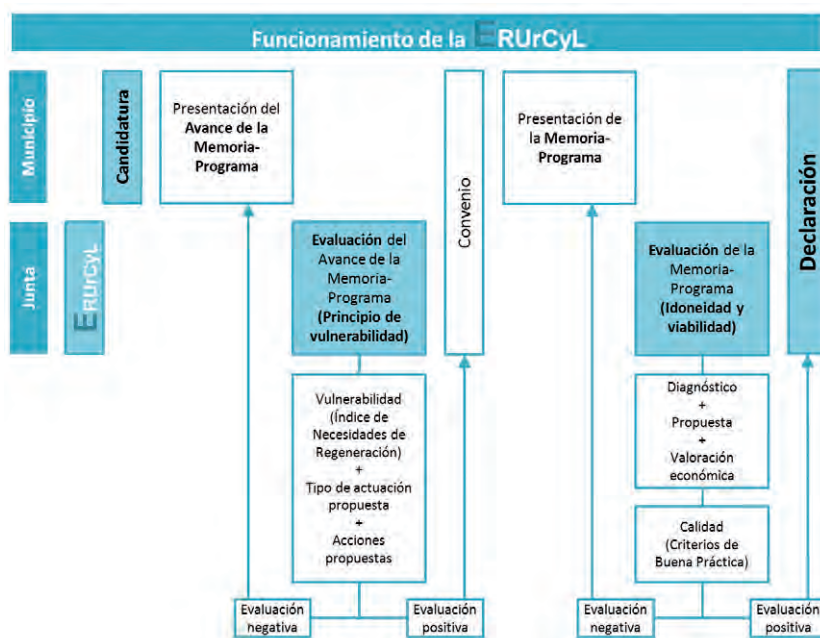 Funcionamiento de la ERUrCyL
Municipio
Candidatura
Presentación del
Avance de la
Memoria-
Programa
Convenio
Presentación de
la Memoria-
Programa
Declaración
Junta
ERUrCyL
Evaluación del
Avance de la
Memoria-
Programa
(Principio de
vulnerabilidad)
Evaluación de la
Memoria-
Programa
(Idoneidad y
viabilidad)
Vulnerabilidad
(Índice de
Necesidades de
Regeneración)
+
Tipo de actuación
propuesta
+
Acciones
propuestas
Diagnóstico
+
Propuesta
+
Valoración
económica
Calidad
(Criterios de
Buena Práctica)
Evaluación
negativa
Evaluación
positiva
Evaluación
negativa
Evaluación
positiva